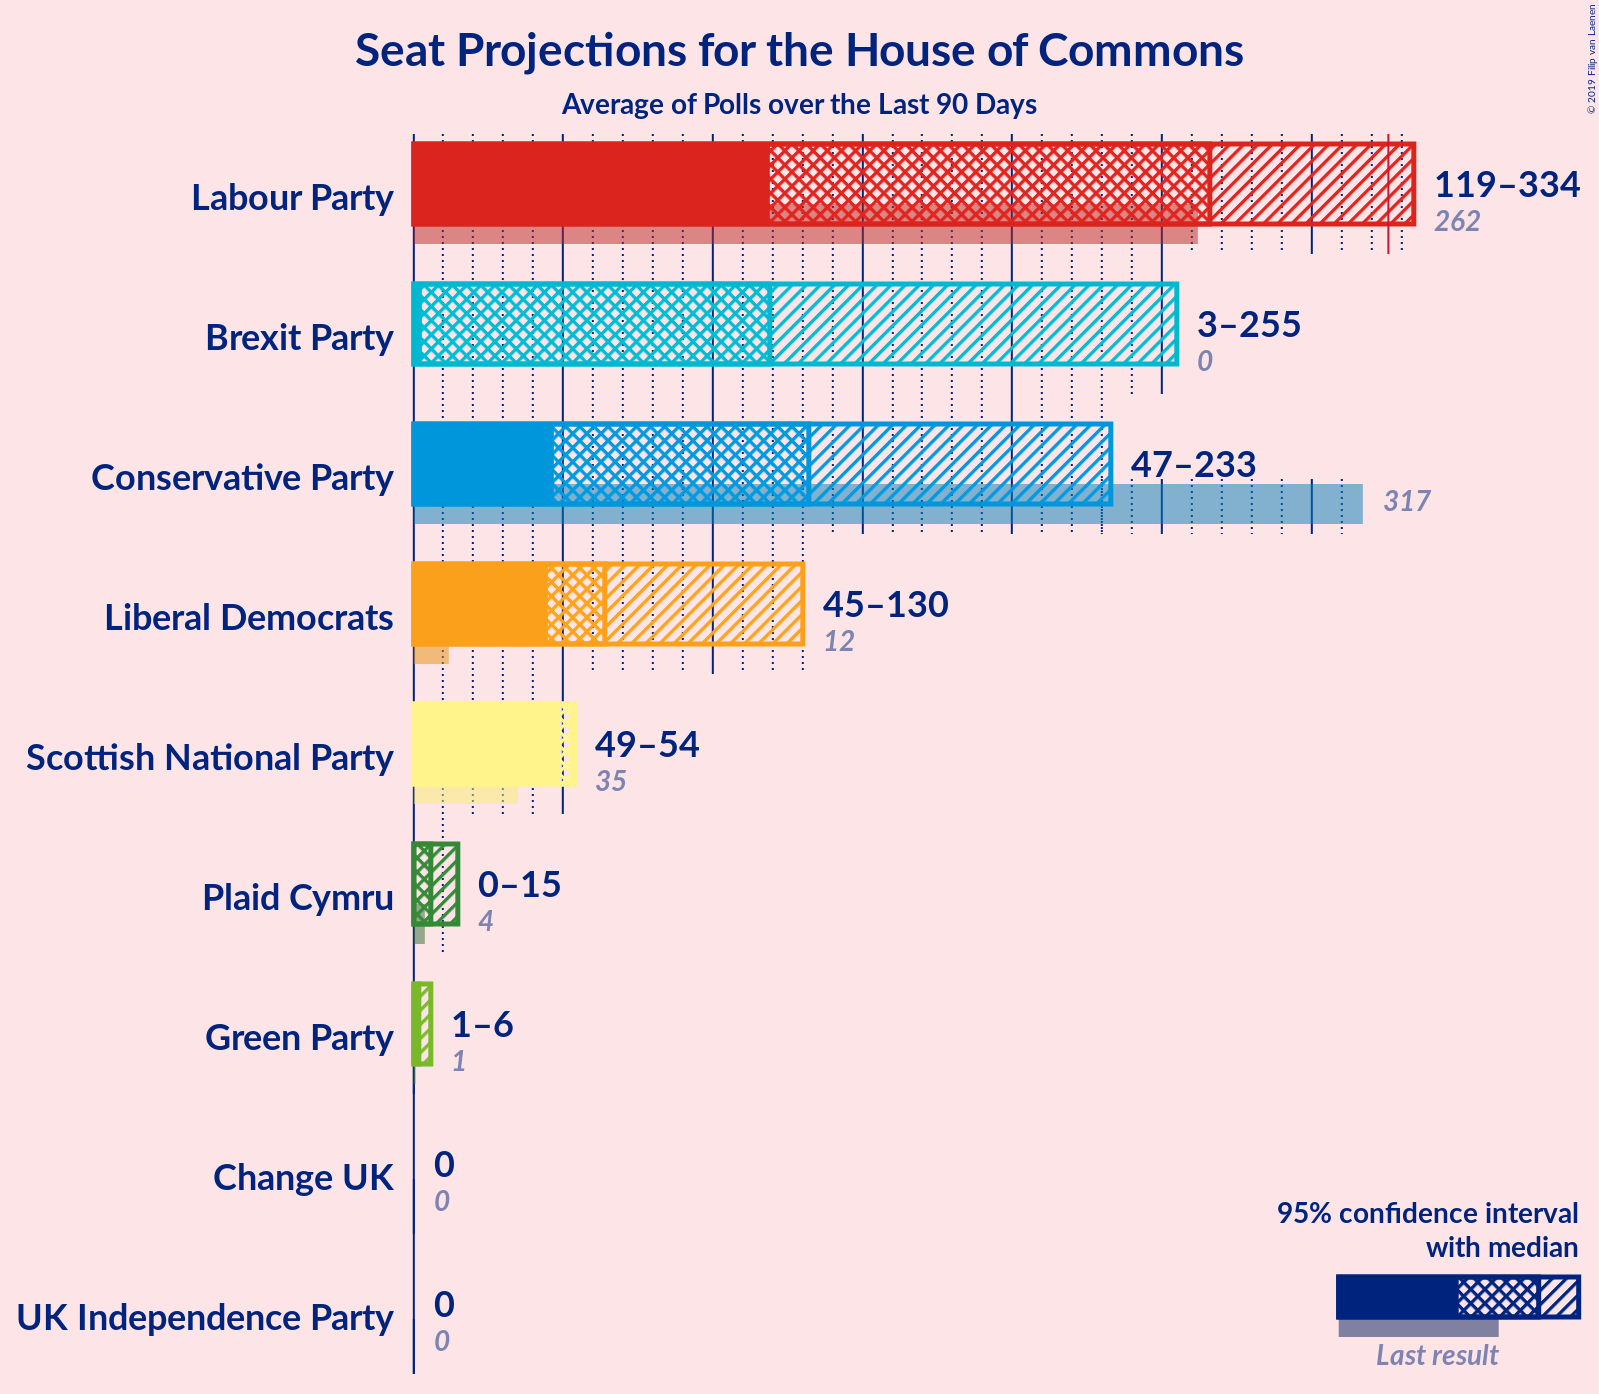 Seat Projections for the House of Commons
Average of Polls over the Last 90 Days
© 2019 Filip van Laenen
Labour Party
119–334
262
Brexit Party
3–255
0
Conservative Party
47–233
317
Liberal Democrats
45–130
12
Scottish National Party
49–54
35
Plaid Cymru
0–15
4
Green Party
1–6
1
Change UK
0
0
UK Independence Party
0
0
95% confidence interval
with median
Last result